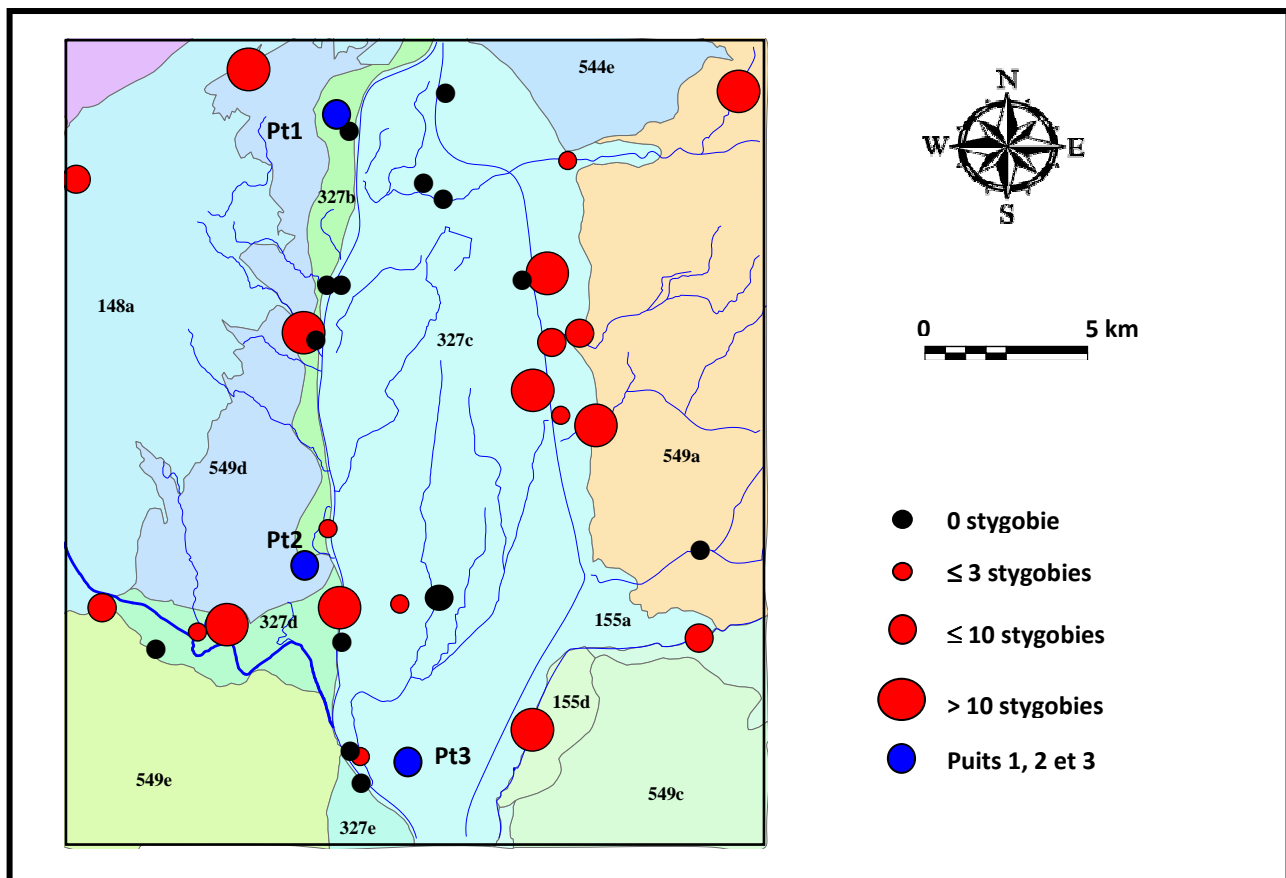 544e
Pt1
327b
148a
327c
549d
549a
Pt2
327d
155a
155d
Pt3
549e
549c
327e
N
W E
S
0 5 km
0 stygobie
≤ 3 stygobies
≤ 10 stygobies
> 10 stygobies
Puits 1, 2 et 3